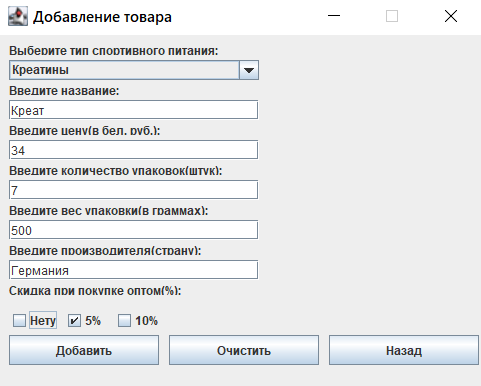 Добавление товара
Выберите тип спортивного питания:
Креатины
Введите название:
Креат
Введите цену(в бел. руб.):
34
Введите количество упаковок(штук):
7
Введите вес упаковки(в граммах):
500
Введите производителя(страну):
Германия
Скидка при покупке оптом(%):
Нету 5% 10%
Добавить Очистить Назад